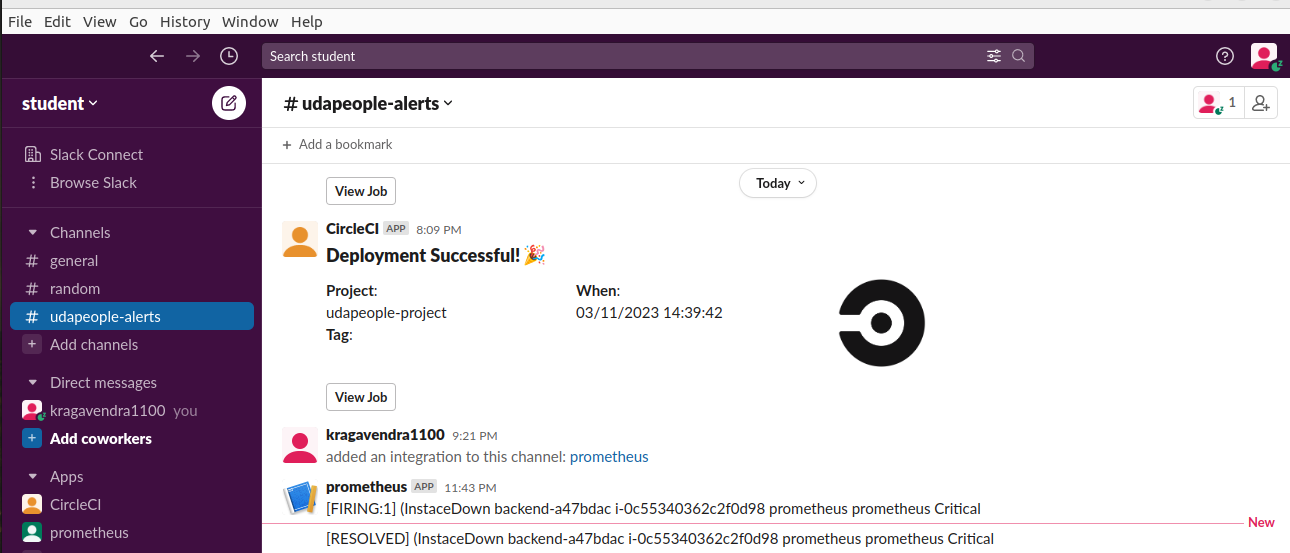 File Edit View Go History Window Help
Search student
student
# udapeople-alerts
1
+ Add a bookmark
Slack Connect
Browse Slack
Channels
# general
# random
# udapeople-alerts
+ Add channels
Direct messages
kragavendra1100 you
+ Add coworkers
Apps
CircleCI
prometheus
Today
View Job
CircleCI APP 8:09 PM
Deployment Successful! 🎉
Project: When:
udapeople-project 03/11/2023 14:39:42
Tag:
View Job
kragavendra1100 9:21 PM
added an integration to this channel: prometheus
prometheus APP 11:43 PM
[FIRING:1] (InstaceDown backend-a47bdac i-0c55340362c2f0d98 prometheus prometheus Critical
New
[RESOLVED] (InstaceDown backend-a47bdac i-0c55340362c2f0d98 prometheus prometheus Critical